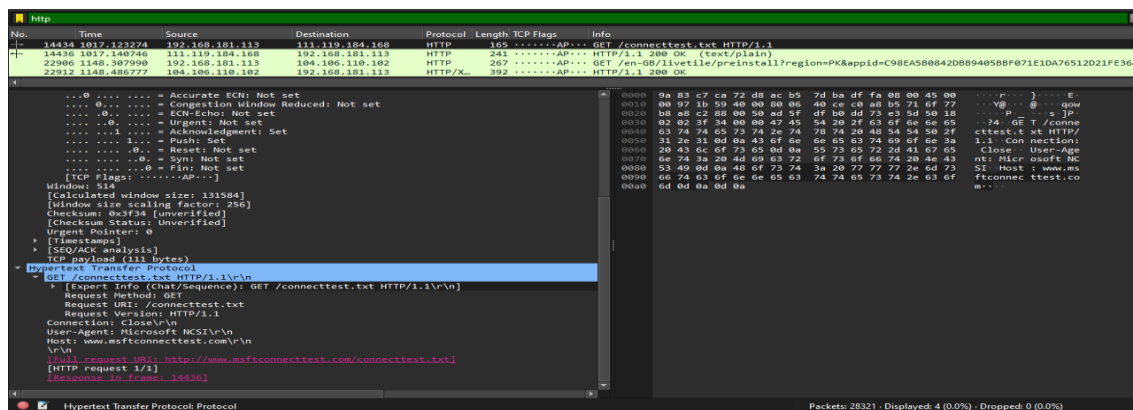 http
No. Time Source Destination Protocol Length TCP Flags Info
14434 1017.123274 192.168.181.113 111.119.184.168 HTTP 165 ·······AP··· GET /connecttest.txt HTTP/1.1
14436 1017.140746 111.119.184.168 192.168.181.113 HTTP 241 ·······AP··· HTTP/1.1 200 OK (text/plain)
22906 1148.307990 192.168.181.113 104.106.110.102 HTTP 267 ·······AP··· GET /en-GB/livetile/preinstall?region=PK&appid=C98EA5B0842DBB9405BBF071E1DA76512D21FE36
22912 1148.486777 104.106.110.102 192.168.181.113 HTTP/X… 392 ·······AP··· HTTP/1.1 200 OK
...0 .... .... = Accurate ECN: Not set
.... 0... .... = Congestion Window Reduced: Not set
.... .0.. .... = ECN-Echo: Not set
.... ..0. .... = Urgent: Not set
.... ...1 .... = Acknowledgment: Set
.... .... 1... = Push: Set
.... .... .0.. = Reset: Not set
.... .... ..0. = Syn: Not set
.... .... ...0 = Fin: Not set
[TCP Flags: ·······AP···]
Window: 514
[Calculated window size: 131584]
[Window size scaling factor: 256]
Checksum: 0x3f34 [unverified]
[Checksum Status: Unverified]
Urgent Pointer: 0
[Timestamps]
[SEQ/ACK analysis]
TCP payload (111 bytes)
Hypertext Transfer Protocol
GET /connecttest.txt HTTP/1.1\r\n
[Expert Info (Chat/Sequence): GET /connecttest.txt HTTP/1.1\r\n]
Request Method: GET
Request URI: /connecttest.txt
Request Version: HTTP/1.1
Connection: Close\r\n
User-Agent: Microsoft NCSI\r\n
Host: www.msftconnecttest.com\r\n
\r\n
[Full request URI: http://www.msftconnecttest.com/connecttest.txt]
[HTTP request 1/1]
[Response in frame: 14436]
0000 9a 83 c7 ca 72 d8 ac b5 7d ba df fa 08 00 45 00 ····r··· }·····E·
0010 00 97 1b 59 40 00 80 06 40 ce c0 a8 b5 71 6f 77 ···Y@··· @····qow
0020 b8 a8 c2 88 00 50 ad 5f df b0 dd 73 e3 5d 50 18 ·····P·_ ···s·]P·
0030 02 02 3f 34 00 00 47 45 54 20 2f 63 6f 6e 6e 65 ··?4··GE T /conne
0040 63 74 74 65 73 74 2e 74 78 74 20 48 54 54 50 2f cttest.t xt HTTP/
0050 31 2e 31 0d 0a 43 6f 6e 6e 65 63 74 69 6f 6e 3a 1.1··Con nection:
0060 20 43 6c 6f 73 65 0d 0a 55 73 65 72 2d 41 67 65 Close·· User-Age
0070 6e 74 3a 20 4d 69 63 72 6f 73 6f 66 74 20 4e 43 nt: Micr osoft NC
0080 53 49 0d 0a 48 6f 73 74 3a 20 77 77 77 2e 6d 73 SI··Host : www.ms
0090 66 74 63 6f 6e 6e 65 63 74 74 65 73 74 2e 63 6f ftconnec ttest.co
00a0 6d 0d 0a 0d 0a m····
Hypertext Transfer Protocol: Protocol
Packets: 28321 · Displayed: 4 (0.0%) · Dropped: 0 (0.0%)